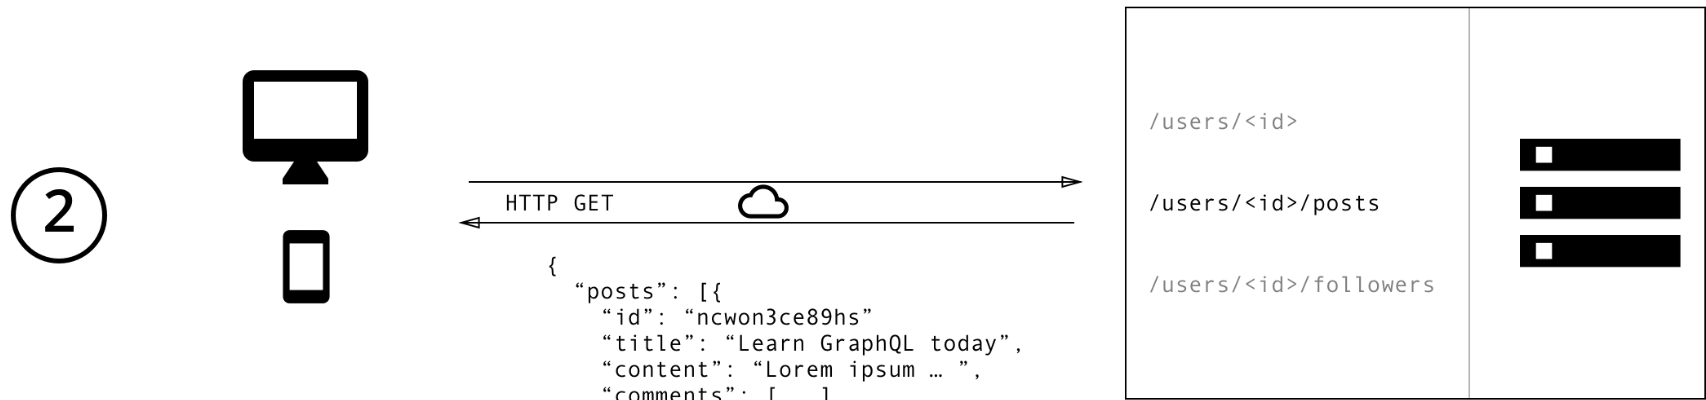 2
HTTP GET
{
“posts”: [{
“id”: “ncwon3ce89hs”
“title”: “Learn GraphQL today”,
“content”: “Lorem ipsum … ”,
“comments”: [ ]
/users/<id>
/users/<id>/posts
/users/<id>/followers